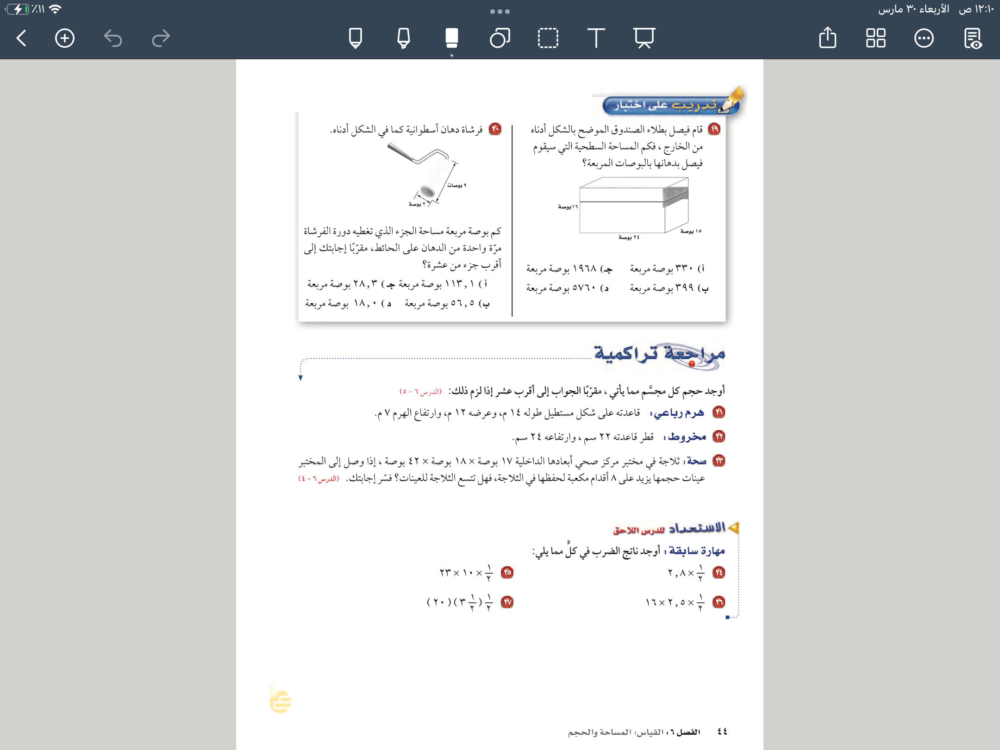 ١٢:١٠ ص الأربعاء ٣٠ مارس
١١٪
تدريب على اختبار
١٩ قام فيصل بطلاء الصندوق الموضح بالشكل أدناه
من الخارج ، فكم المساحة السطحية التي سيقوم
فيصل بدهانها بالبوصات المربعة؟
١٦ بوصة
١٥ بوصة
٢٤ بوصة
أ) ٣٣٠ بوصة مربعة جـ) ١٩٦٨ بوصة مربعة
ب) ٣٩٩ بوصة مربعة د) ٥٧٦٠ بوصة مربعة
٢٠ فرشاة دهان أسطوانية كما في الشكل أدناه.
٩ بوصات
٢ بوصة
كم بوصة مربعة مساحة الجزء الذي تغطيه دورة الفرشاة
مرّة واحدة من الدهان على الحائط، مقرّبًا إجابتك إلى
أقرب جزء من عشرة؟
أ) ١١٣,١ بوصة مربعة جـ) ٢٨,٣ بوصة مربعة
ب) ٥٦,٥ بوصة مربعة د) ١٨,٠ بوصة مربعة
مراجعة تراكمية
أوجد حجم كل مجسَّم مما يأتي ، مقرّبًا الجواب إلى أقرب عشر إذا لزم ذلك: (الدرس ٦ - ٥)
٢١ هرم رباعي: قاعدته على شكل مستطيل طوله ١٤ م، وعرضه ١٢ م، وارتفاع الهرم ٧ م.
٢٢ مخروط: قطر قاعدته ٢٢ سم ، وارتفاعه ٢٤ سم.
٢٣ صحة: ثلاجة في مختبر مركز صحي أبعادها الداخلية ١٧ بوصة × ١٨ بوصة × ٤٢ بوصة ، إذا وصل إلى المختبر
عينات حجمها يزيد على ٨ أقدام مكعبة لحفظها في الثلاجة، فهل تتسع الثلاجة للعينات؟ فسّر إجابتك. (الدرس ٦ - ٤)
الاستعداد للدرس اللاحق
مهارة سابقة : أوجد ناتج الضرب في كلٍّ مما يلي:
٢٤ ١/٢ × ٢,٨ ٢٥ ١/٢ × ١٠ × ٢٣
٢٦ ١/٢ × ٢,٥ × ١٦ ٢٧ ١/٢ (٣ ١/٢) (٢٠)
٤٤ الفصل ٦ : القياس: المساحة والحجم